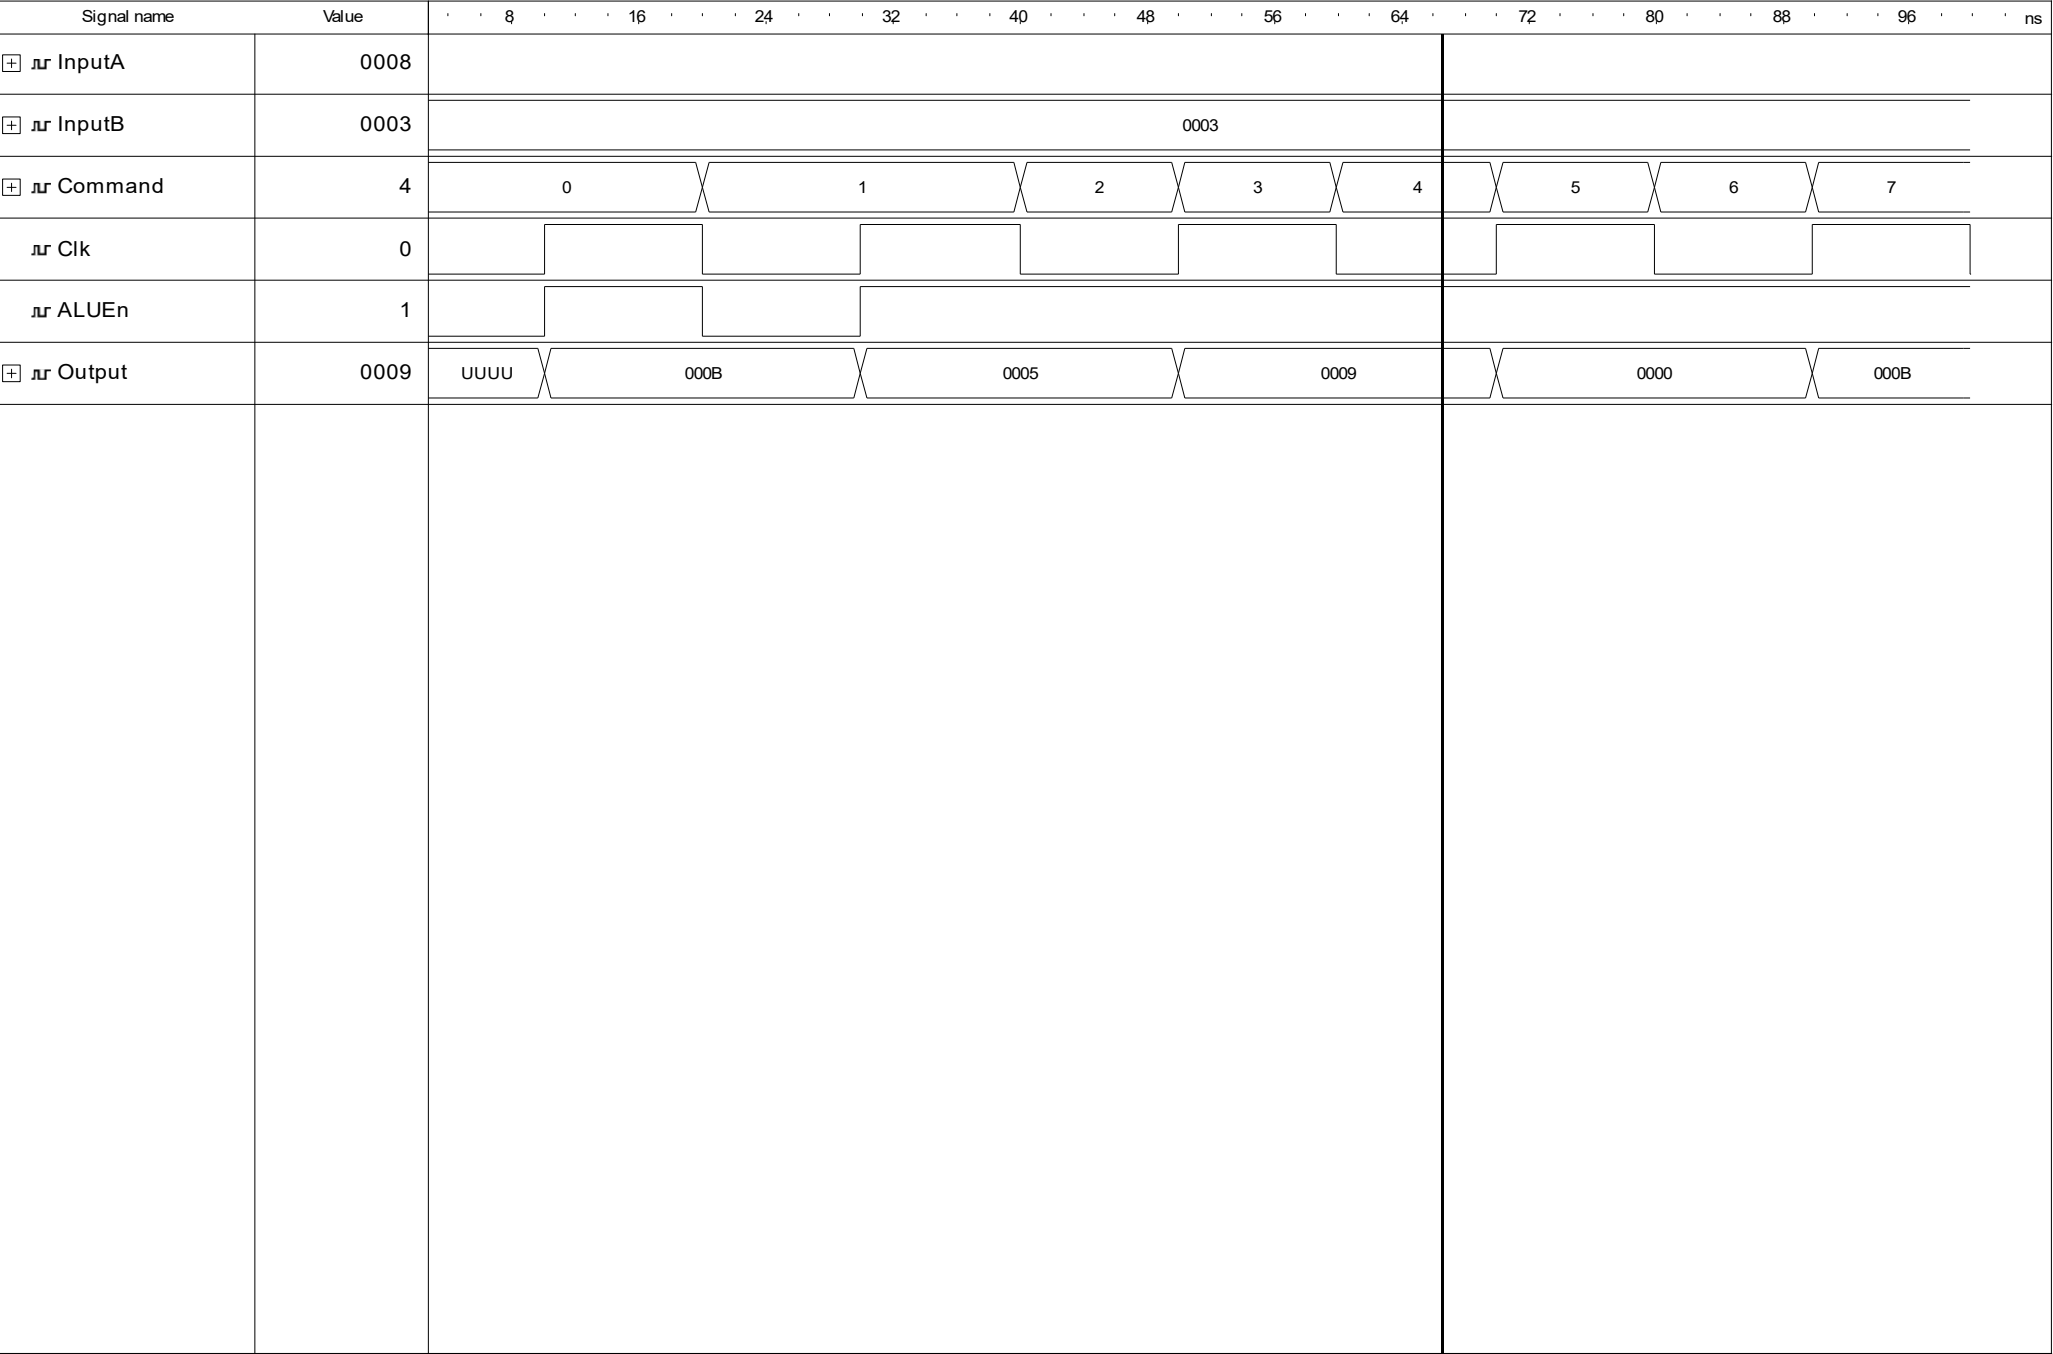 Signal name Value 8 16 24 32 40 48 56 64 72 80 88 96 ns
InputA 0008
InputB 0003 0003
Command 4 0 1 2 3 4 5 6 7
Clk 0
ALUEn 1
Output 0009 UUUU 000B 0005 0009 0000 000B